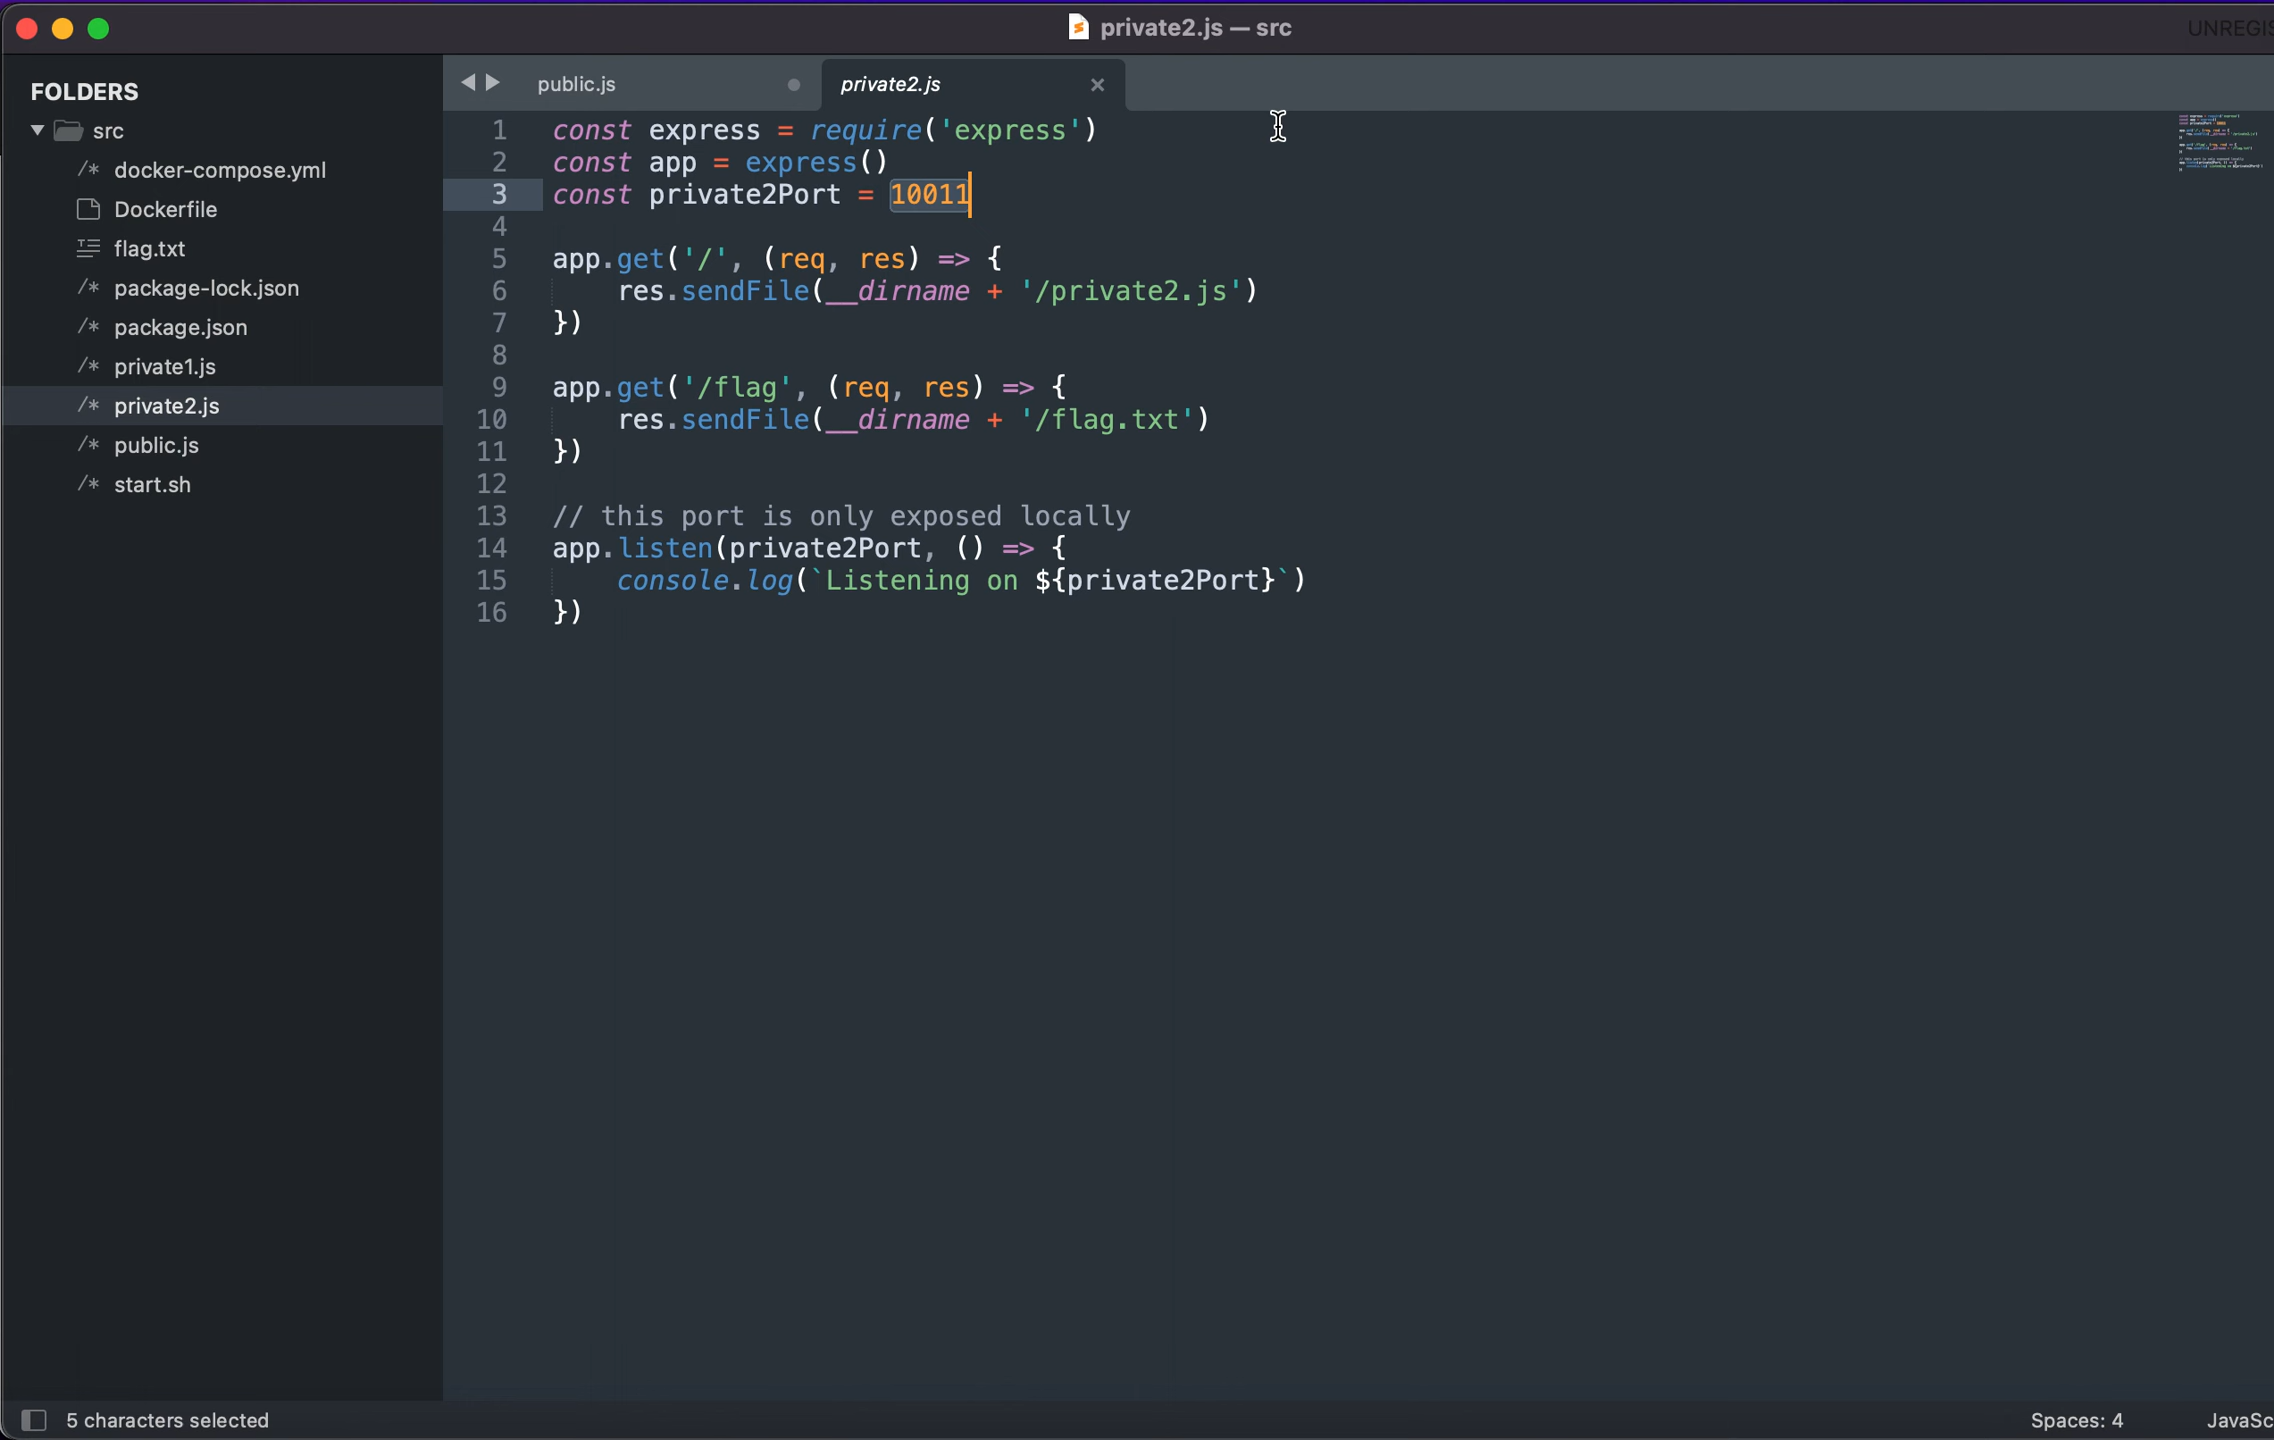 private2.js — src
UNREGIS
FOLDERS
src
/* docker-compose.yml
Dockerfile
flag.txt
/* package-lock.json
/* package.json
/* private1.js
/* private2.js
/* public.js
/* start.sh
public.js
private2.js
1 const express = require('express')
2 const app = express()
3 const private2Port = 10011
4
5 app.get('/', (req, res) => {
6 res.sendFile(__dirname + '/private2.js')
7 })
8
9 app.get('/flag', (req, res) => {
10 res.sendFile(__dirname + '/flag.txt')
11 })
12
13 // this port is only exposed locally
14 app.listen(private2Port, () => {
15 console.log(`Listening on ${private2Port}`)
16 })
5 characters selected
Spaces: 4
JavaSc